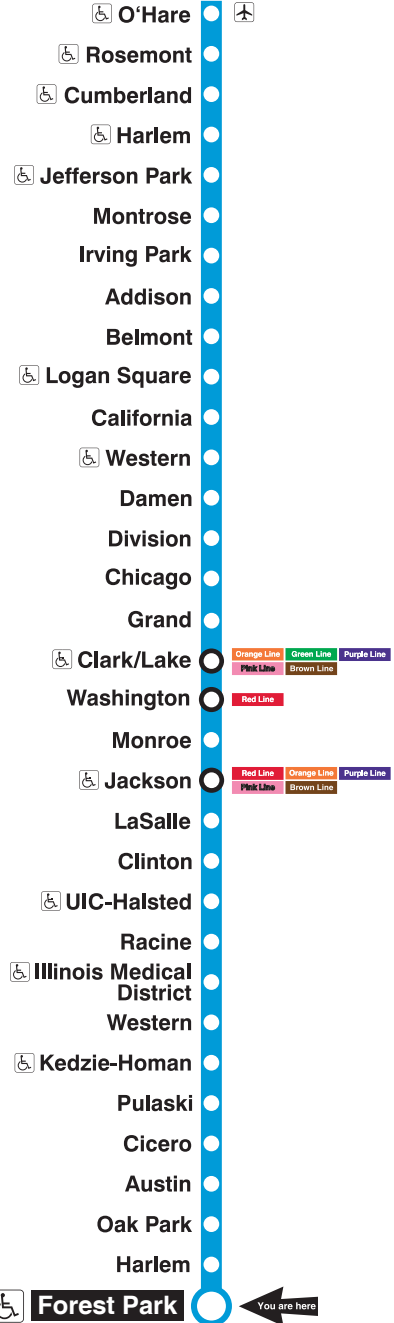 O'Hare
Rosemont
Cumberland
Harlem
Jefferson Park
Montrose
Irving Park
Addison
Belmont
Logan Square
California
Western
Damen
Division
Chicago
Grand
Clark/Lake
Orange Line Green Line Purple Line
Pink Line Brown Line
Washington
Red Line
Monroe
Jackson
Red Line Orange Line Purple Line
Pink Line Brown Line
LaSalle
Clinton
UIC-Halsted
Racine
Illinois Medical
District
Western
Kedzie-Homan
Pulaski
Cicero
Austin
Oak Park
Harlem
Forest Park
You are here